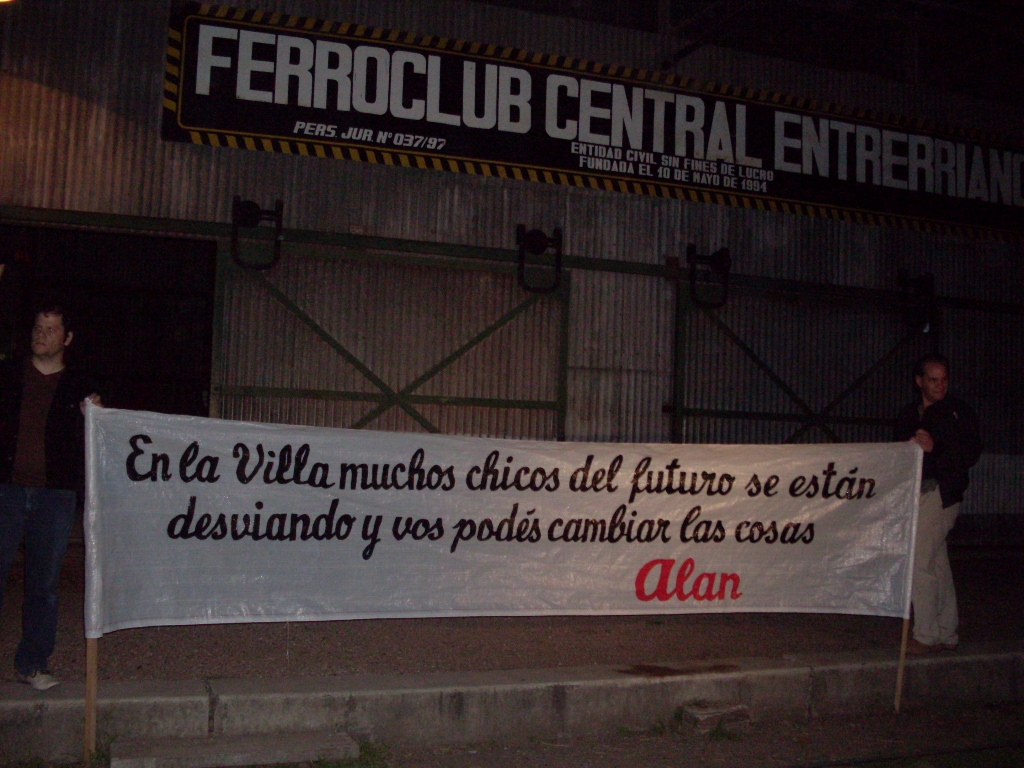 FERROCLUB CENTRAL ENTRERRIANO
PERS. JUR. Nº 037/97
ENTIDAD CIVIL SIN FINES DE LUCRO
FUNDADA EL 10 DE MAYO DE 1994
En la Villa muchos chicos del futuro se están
desviando y vos podés cambiar las cosas
Alan